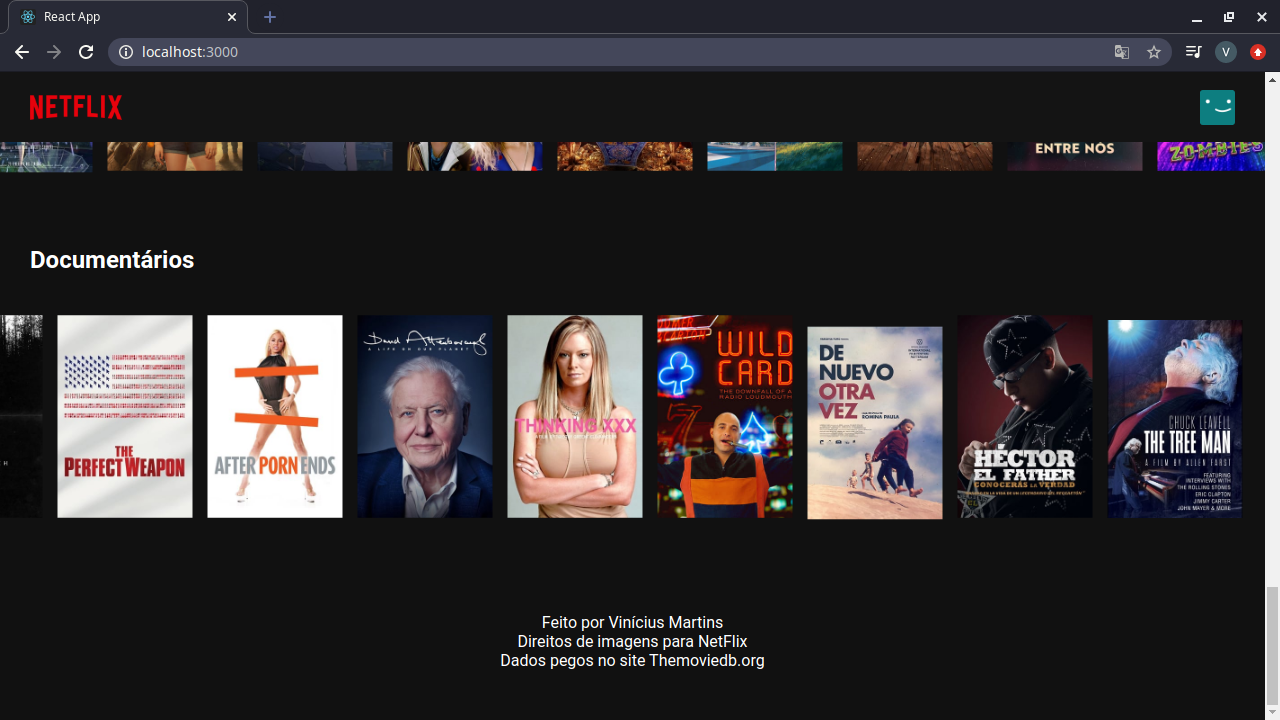 React App
localhost:3000
V
NETFLIX
ENTRE NÓS
ZOMBIES
Documentários
THE
PERFECT WEAPON
AFTER PORN ENDS
David Attenborough
A LIFE ON OUR PLANET
THINKING XXX
WILD
CARD
THE DOWNFALL OF A
RADIO LOUDMOUTH
DE
NUEVO
OTRA
VEZ
ROMINA PAULA
HÉCTOR
EL FATHER
CONOCERAS LA VERDAD
CHUCK LEAVELL
THE TREE MAN
A FILM BY ALLEN FARST
FEATURING
INTERVIEWS WITH
THE ROLLING STONES
ERIC CLAPTON
JIMMY CARTER
JOHN MAYER & MORE
Feito por Vinícius Martins
Direitos de imagens para NetFlix
Dados pegos no site Themoviedb.org